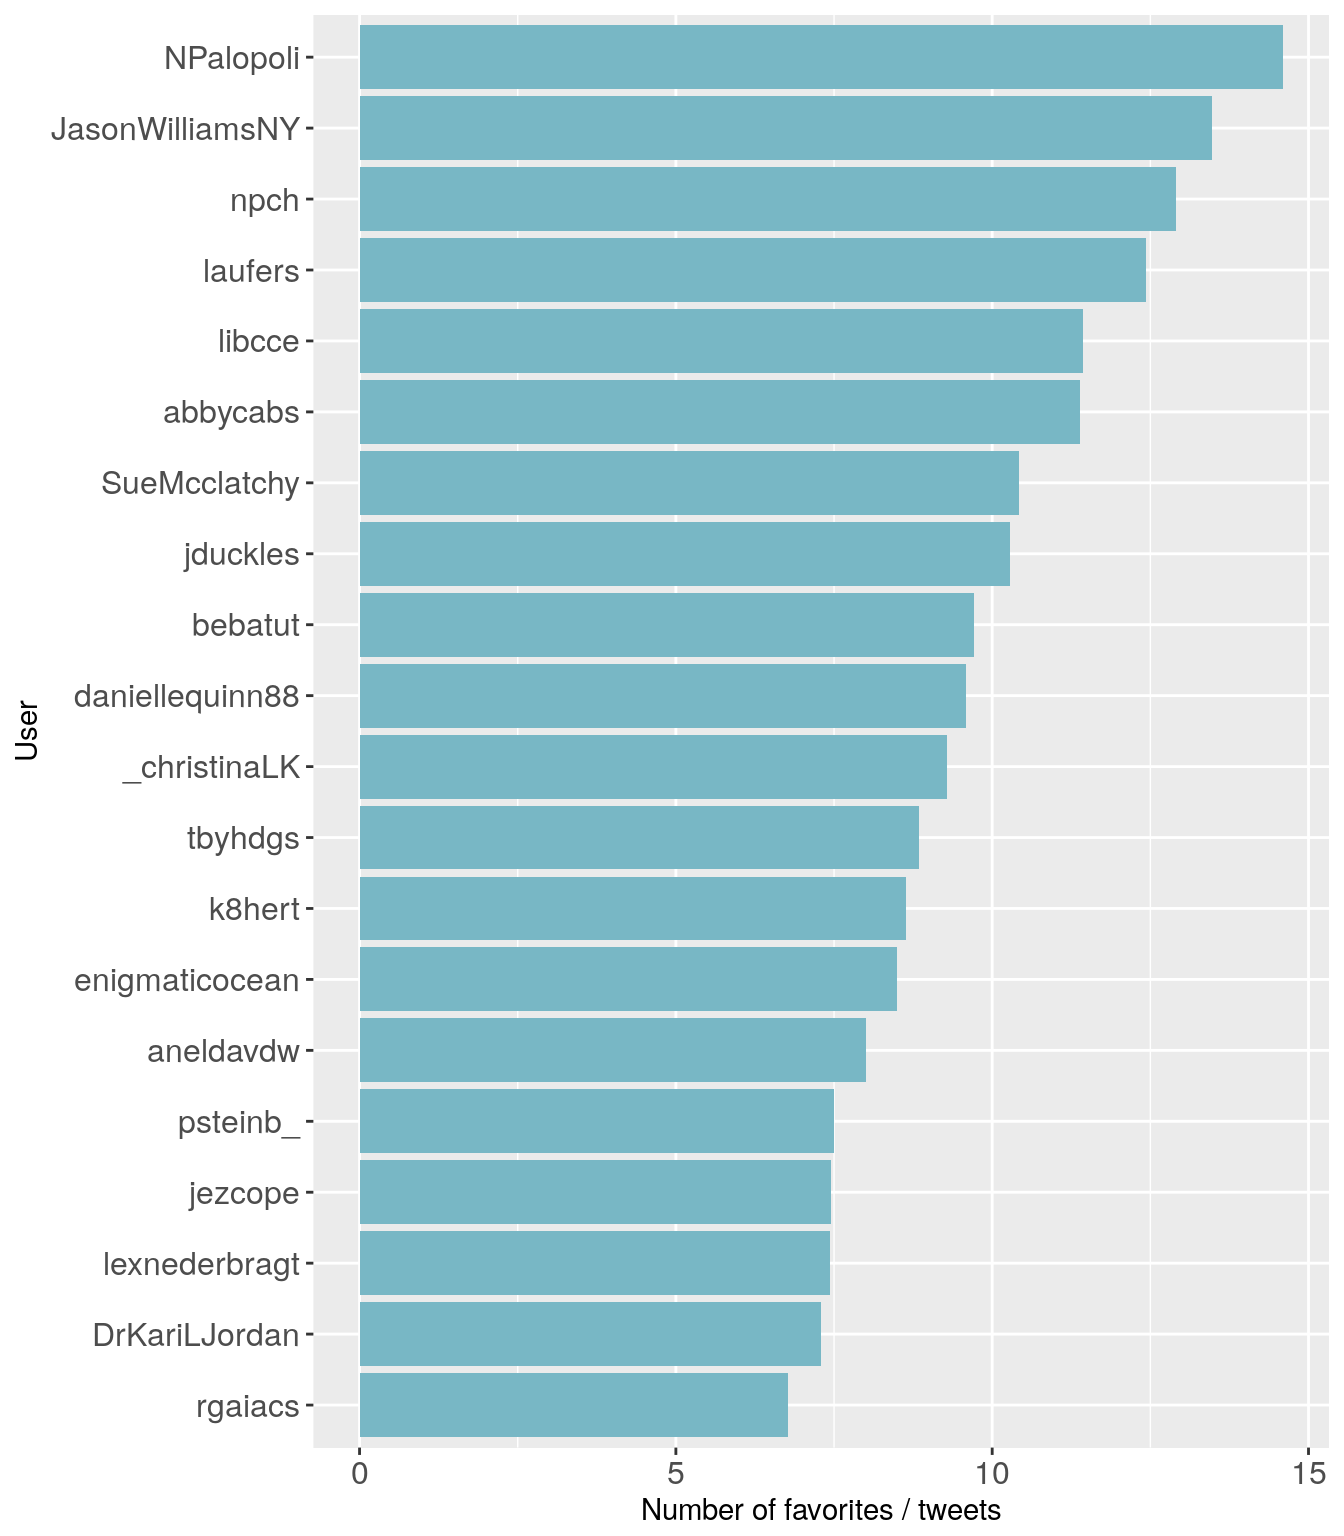 NPalopoli
JasonWilliamsNY
npch
laufers
libcce
abbycabs
SueMcclatchy
jduckles
bebatut
daniellequinn88
_christinaLK
tbyhdgs
k8hert
enigmaticocean
aneldavdw
psteinb_
jezcope
lexnederbragt
DrKariLJordan
rgaiacs
User
0 5 10 15
Number of favorites / tweets